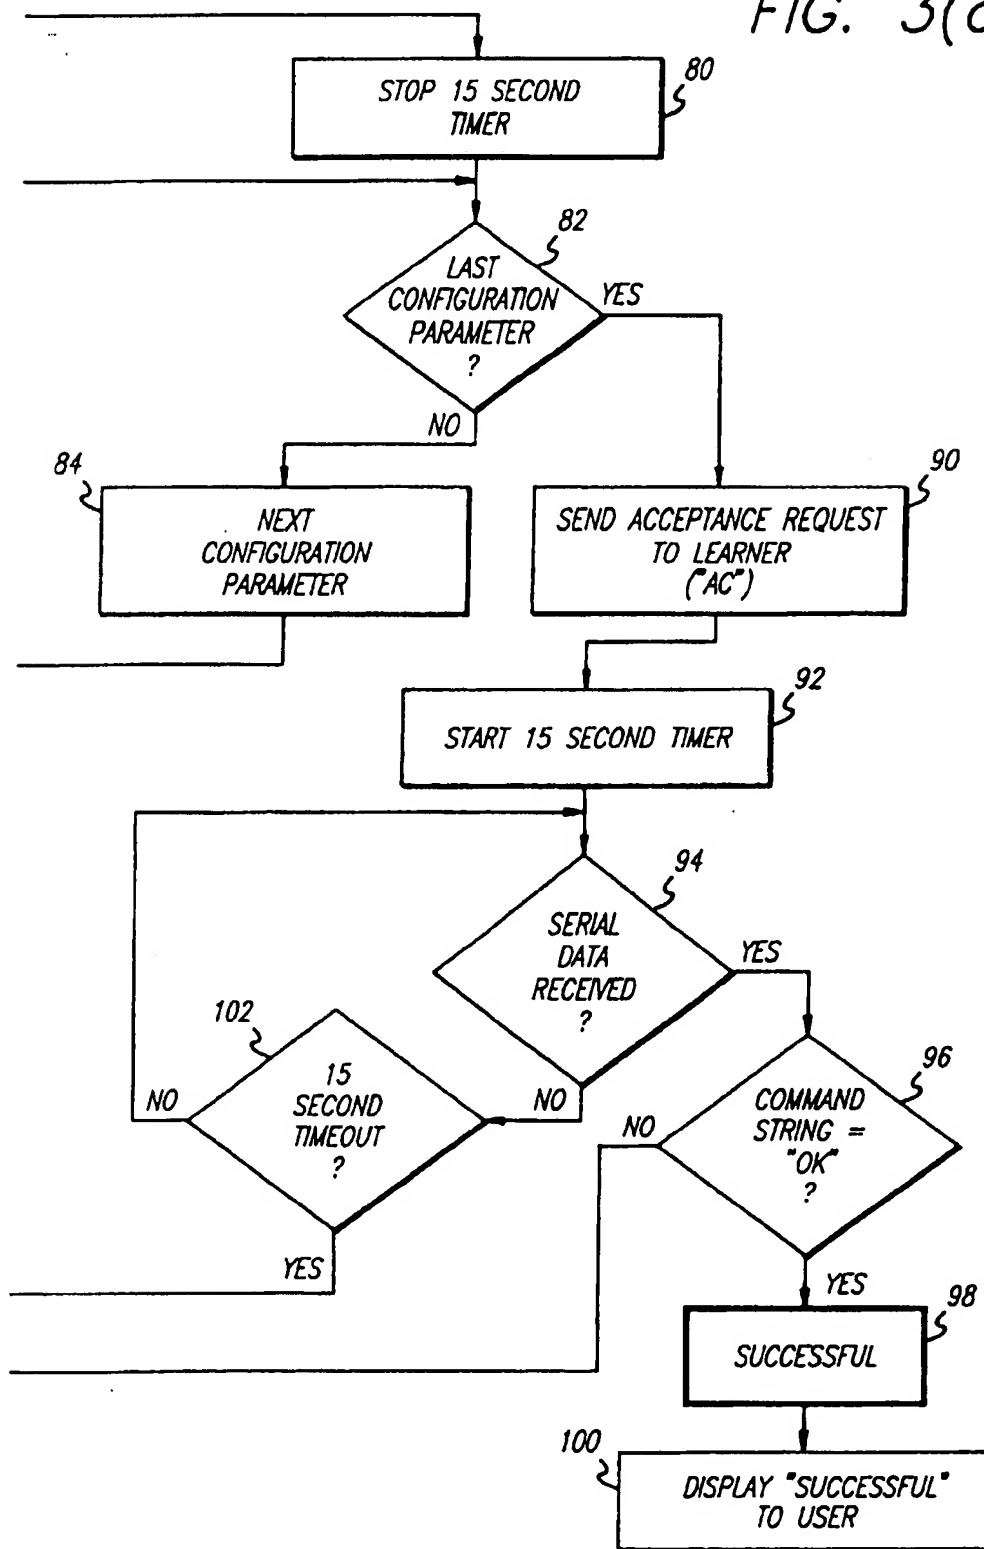 FIG. 3(
80
STOP 15 SECOND
TIMER
82
LAST
CONFIGURATION
PARAMETER
?
YES
NO
84
NEXT
CONFIGURATION
PARAMETER
90
SEND ACCEPTANCE REQUEST
TO LEARNER
("AC")
92
START 15 SECOND TIMER
94
SERIAL
DATA
RECEIVED
?
YES
NO
102
15
SECOND
TIMEOUT
?
NO
YES
96
COMMAND
STRING =
"OK"
?
NO
YES
98
SUCCESSFUL
100
DISPLAY "SUCCESSFUL"
TO USER